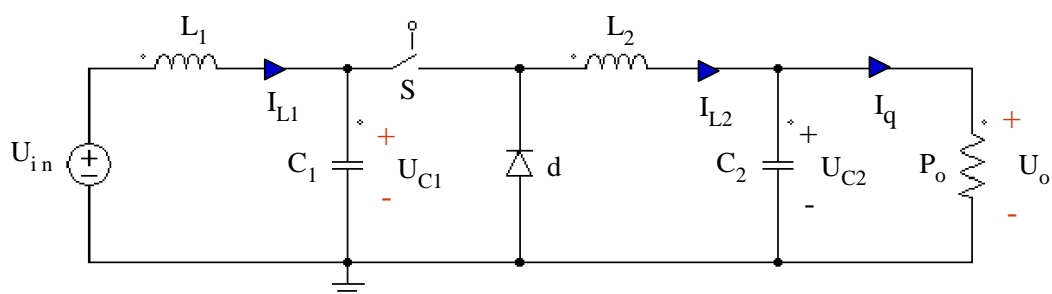 L1
L2
S
IL1
IL2
Iq
Uin
C1
+
UC1
-
d
C2
+
UC2
-
Po
+
Uo
-